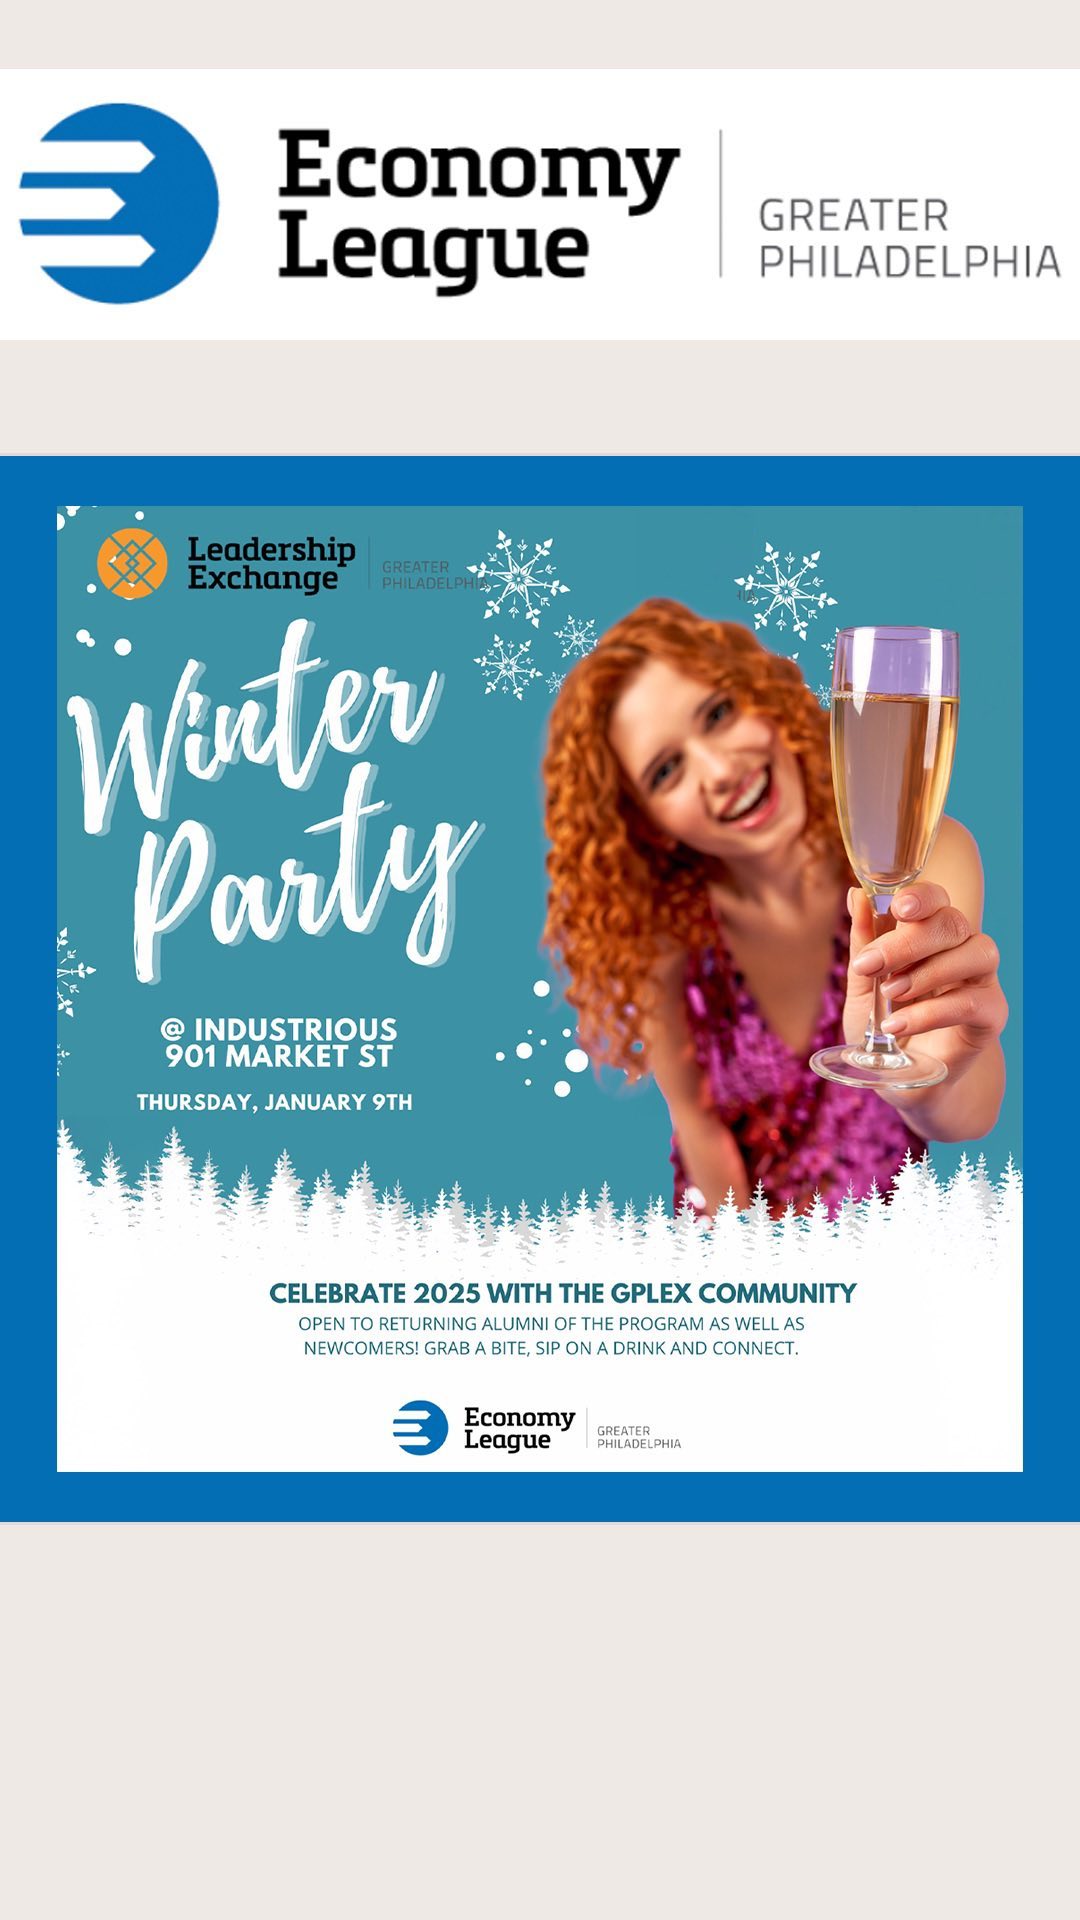 Economy
League
GREATER
PHILADELPHIA
Leadership
Exchange
GREATER
PHILADELPHIA
Winter
Party
@ INDUSTRIOUS
901 MARKET ST
THURSDAY, JANUARY 9TH
CELEBRATE 2025 WITH THE GPLEX COMMUNITY
OPEN TO RETURNING ALUMNI OF THE PROGRAM AS WELL AS
NEWCOMERS! GRAB A BITE, SIP ON A DRINK AND CONNECT.
Economy
League
GREATER
PHILADELPHIA